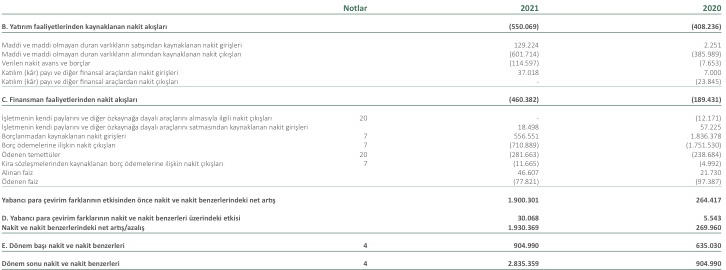 Notlar 2021 2020
B. Yatırım faaliyetlerinden kaynaklanan nakit akışları (550.069) (408.236)
Maddi ve maddi olmayan duran varlıkların satışından kaynaklanan nakit girişleri 129.224 2.251
Maddi ve maddi olmayan duran varlıkların alımından kaynaklanan nakit çıkışları (601.714) (385.989)
Verilen nakit avans ve borçlar (114.597) (7.653)
Katılım (kâr) payı ve diğer finansal araçlardan nakit girişleri 37.018 7.000
Katılım (kâr) payı ve diğer finansal araçlardan nakit çıkışları - (23.845)
C. Finansman faaliyetlerinden nakit akışları (460.382) (189.431)
İşletmenin kendi paylarını ve diğer özkaynağa dayalı araçlarını almasıyla ilgili nakit çıkışları 20 - (12.171)
İşletmenin kendi paylarını ve diğer özkaynağa dayalı araçlarını satmasından kaynaklanan nakit girişleri 18.498 57.225
Borçlanmadan kaynaklanan nakit girişleri 7 556.551 1.836.378
Borç ödemelerine ilişkin nakit çıkışları 7 (710.889) (1.751.530)
Ödenen temettüler 20 (281.663) (238.684)
Kira sözleşmelerinden kaynaklanan borç ödemelerine ilişkin nakit çıkışları 7 (11.665) (4.992)
Alınan faiz 46.607 21.730
Ödenen faiz (77.821) (97.387)
Yabancı para çevirim farklarının etkisinden önce nakit ve nakit benzerlerindeki net artış 1.900.301 264.417
D. Yabancı para çevirim farklarının nakit ve nakit benzerleri üzerindeki etkisi 30.068 5.543
Nakit ve nakit benzerlerindeki net artış/azalış 1.930.369 269.960
E. Dönem başı nakit ve nakit benzerleri 4 904.990 635.030
Dönem sonu nakit ve nakit benzerleri 4 2.835.359 904.990